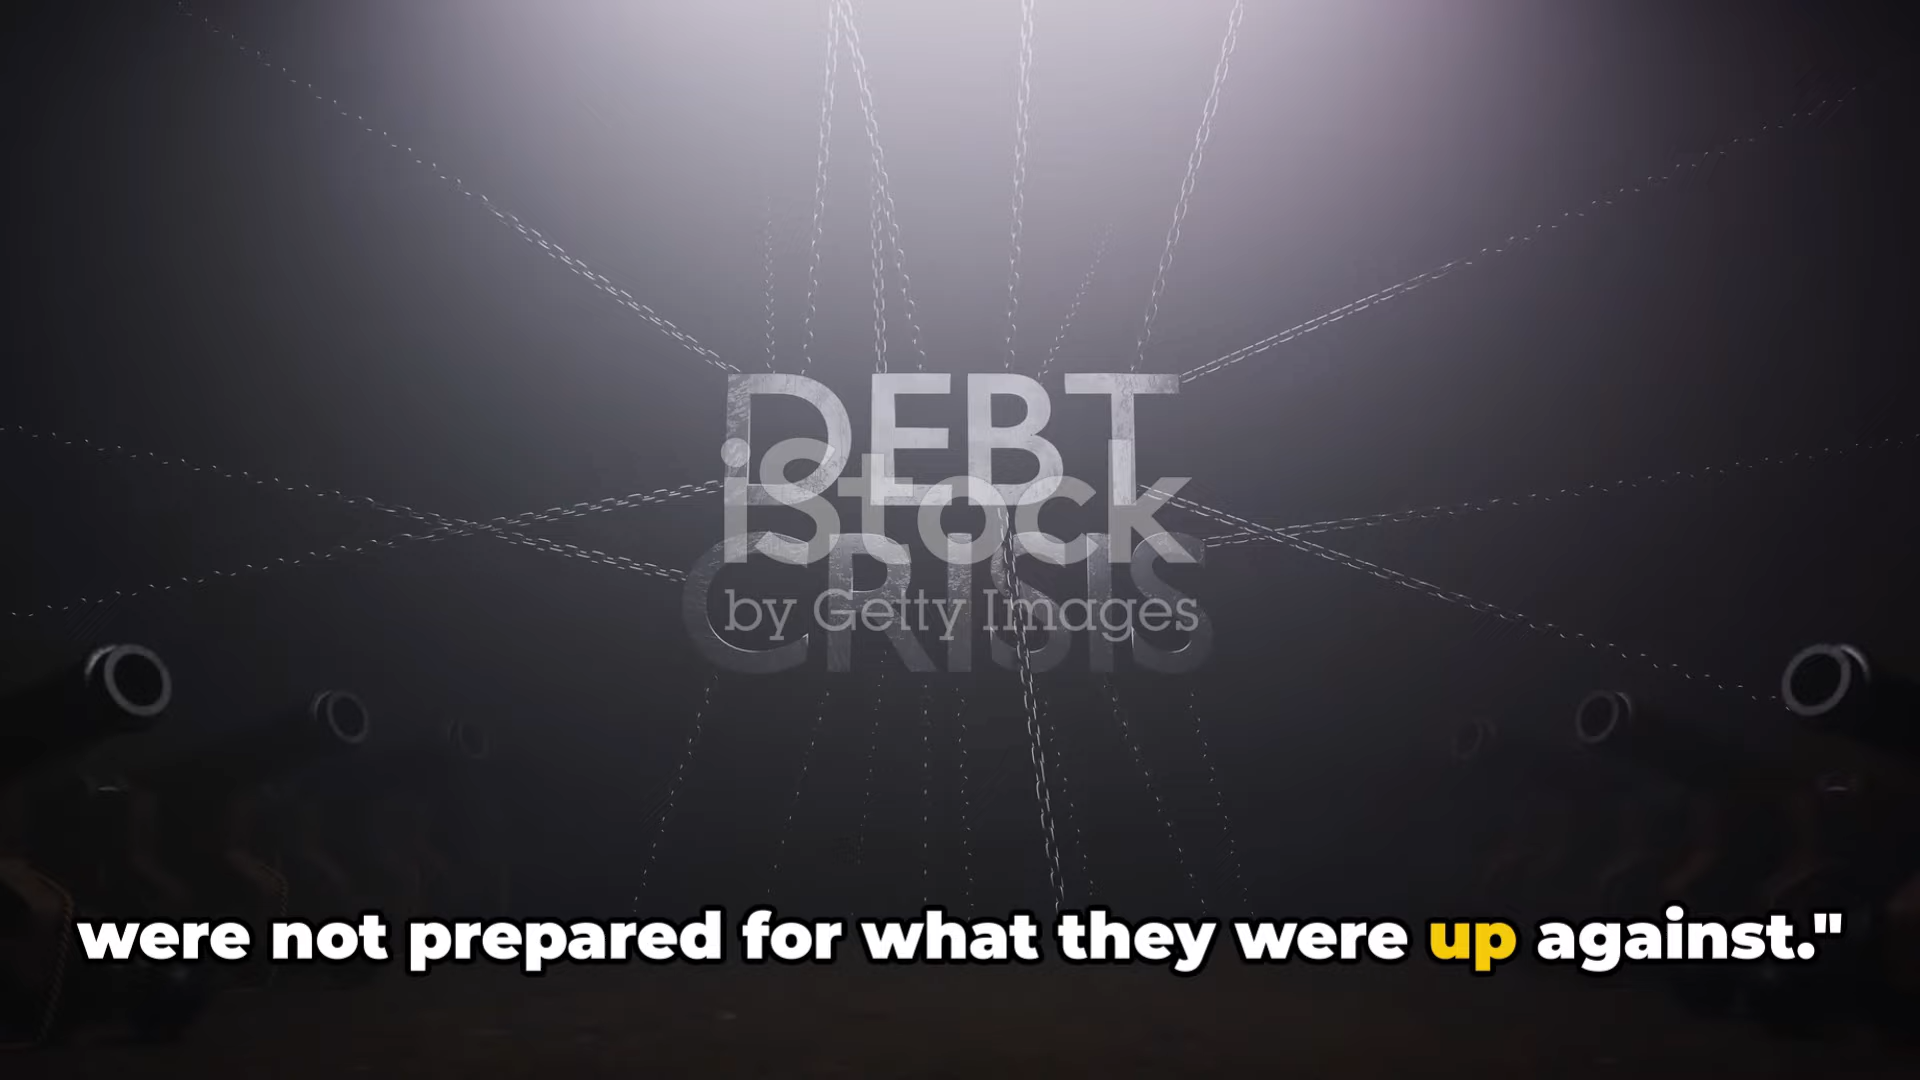 DEBT
iStock
CRISIS
by Getty Images
were not prepared for what they were up against."